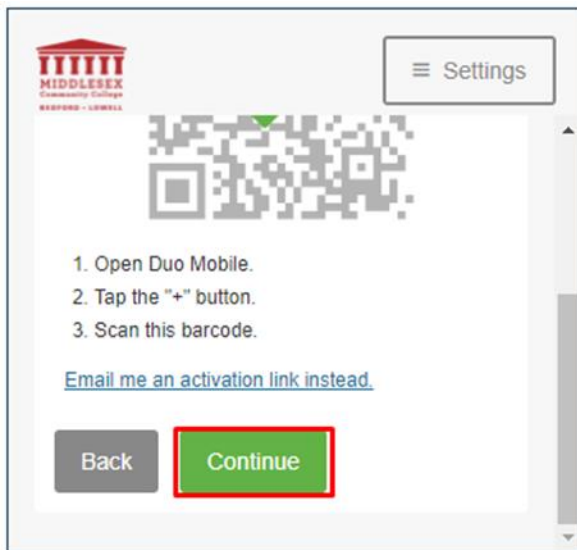 MIDDLESEX
Community College
BEDFORD - LOWELL
≡ Settings
1. Open Duo Mobile.
2. Tap the "+" button.
3. Scan this barcode.
Email me an activation link instead.
Back
Continue